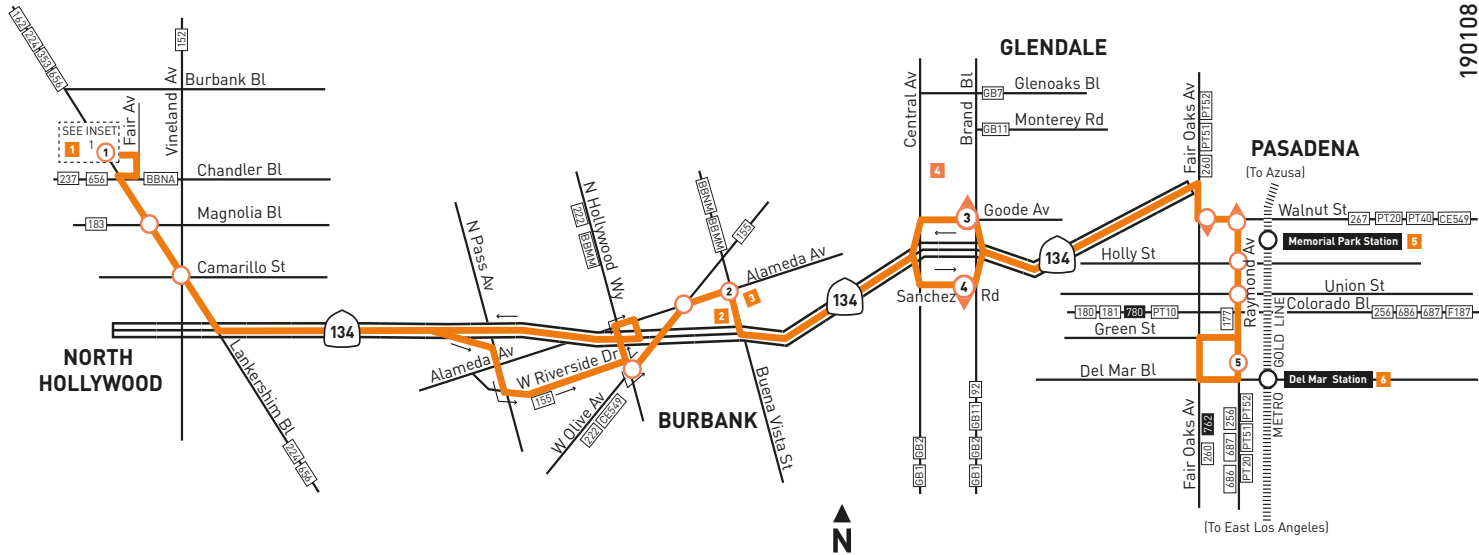 190108
162 224 353 656
152
Burbank Bl
Vineland Av
Fair Av
SEE INSET
1
1
1
237 656 BBNA Chandler Bl
183 Magnolia Bl
Camarillo St
NORTH
HOLLYWOOD
134
Lankershim Bl
224 656
N Pass Av
Alameda Av
W Riverside Dr
155
N Hollywood Wy
222 BBMM
W Olive Av
222 CE549
BBNM BBMM
155
Alameda Av
2
3
2
BURBANK
Buena Vista St
134
GLENDALE
Central Av
Brand Bl
GB7 Glenoaks Bl
GB11 Monterey Rd
4
3 Goode Av
4
Sanchez Rd
GB1 GB2
GB1 GB2 GB11 92
134
Fair Oaks Av
260 PT51 PT52
PASADENA
(To Azusa)
Walnut St
267 PT20 PT40 CE549
Memorial Park Station 5
Holly St
Raymond Av
Union St
Colorado Bl
180 181 780 PT10
256 686 687 F187
177
Green St
5
Del Mar Bl
Del Mar Station 6
METRO GOLD LINE
Fair Oaks Av
260 762
686 687 256
PT20 PT51 PT52
(To East Los Angeles)
N